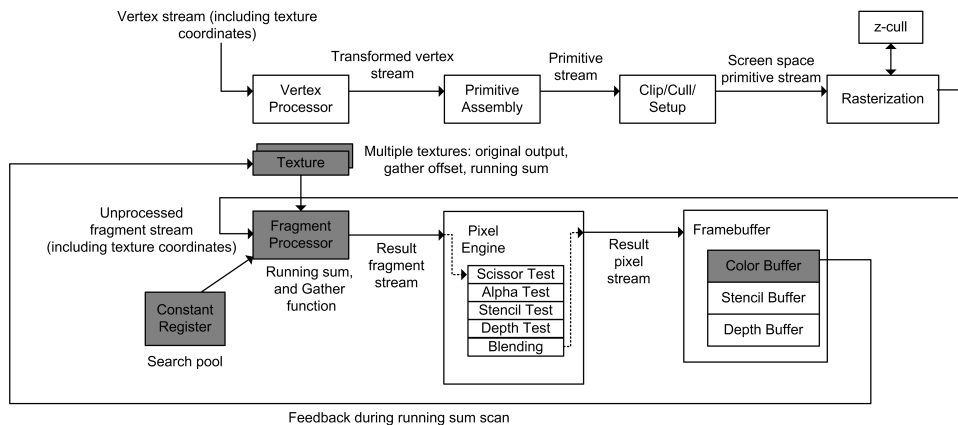 Vertex stream (including texture
coordinates)
z-cull
Transformed vertex
stream
Primitive
stream
Screen space
primitive stream
Vertex
Processor
Primitive
Assembly
Clip/Cull/
Setup
Rasterization
Texture
Multiple textures: original output,
gather offset, running sum
Unprocessed
fragment stream
(including texture coordinates)
Fragment
Processor
Running sum,
and Gather
function
Result
fragment
stream
Constant
Register
Search pool
Pixel
Engine
Scissor Test
Alpha Test
Stencil Test
Depth Test
Blending
Result
pixel
stream
Framebuffer
Color Buffer
Stencil Buffer
Depth Buffer
Feedback during running sum scan